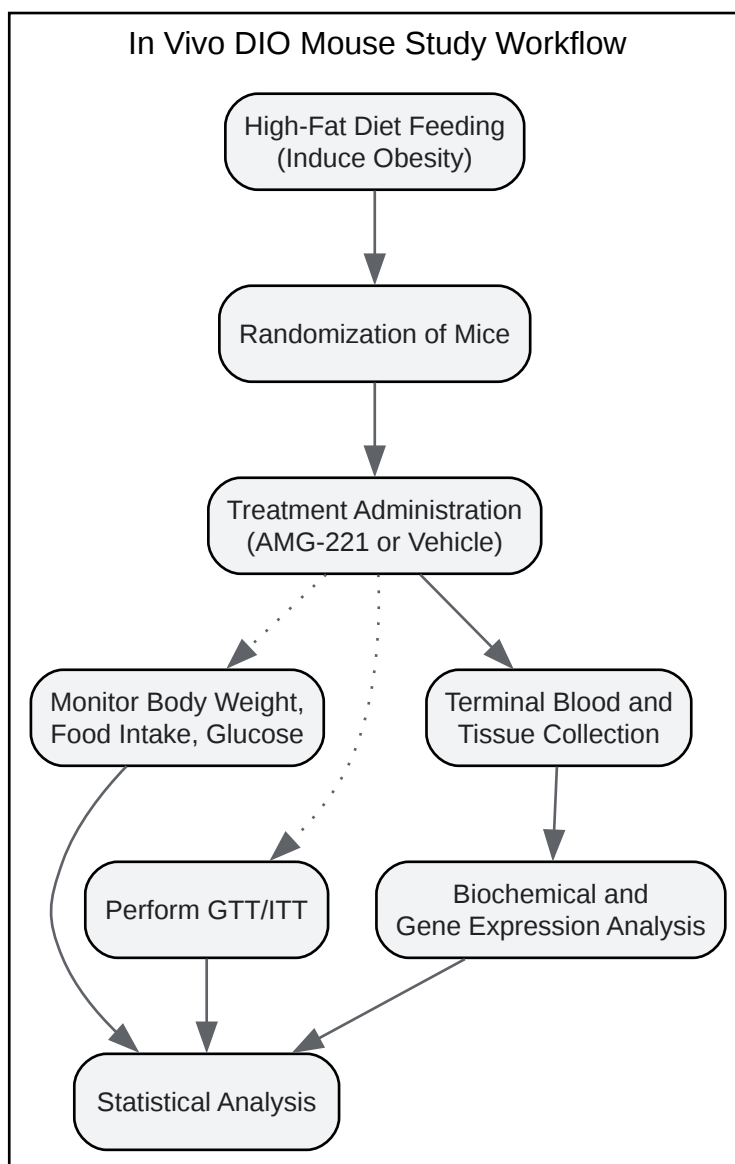 In Vivo DIO Mouse Study Workflow
High-Fat Diet Feeding
(Induce Obesity)
Randomization of Mice
Treatment Administration
(AMG-221 or Vehicle)
Monitor Body Weight,
Food Intake, Glucose
Terminal Blood and
Tissue Collection
Perform GTT/ITT
Biochemical and
Gene Expression Analysis
Statistical Analysis